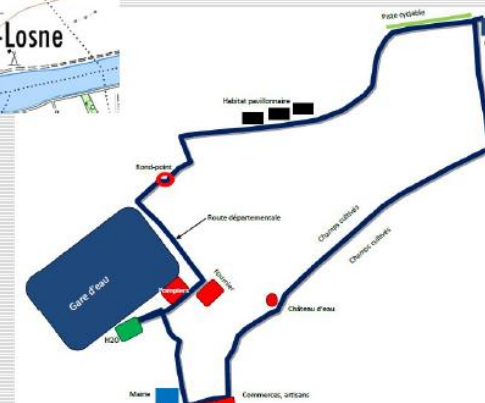 -Losne
Piste cyclable
Habitat pavillonnaire
Rond-point
Route départementale
Champs cultivés
Champs cultivés
Gare d'eau
Pompiers
Fournier
Château d'eau
H2O
Mairie
Commerces, artisans